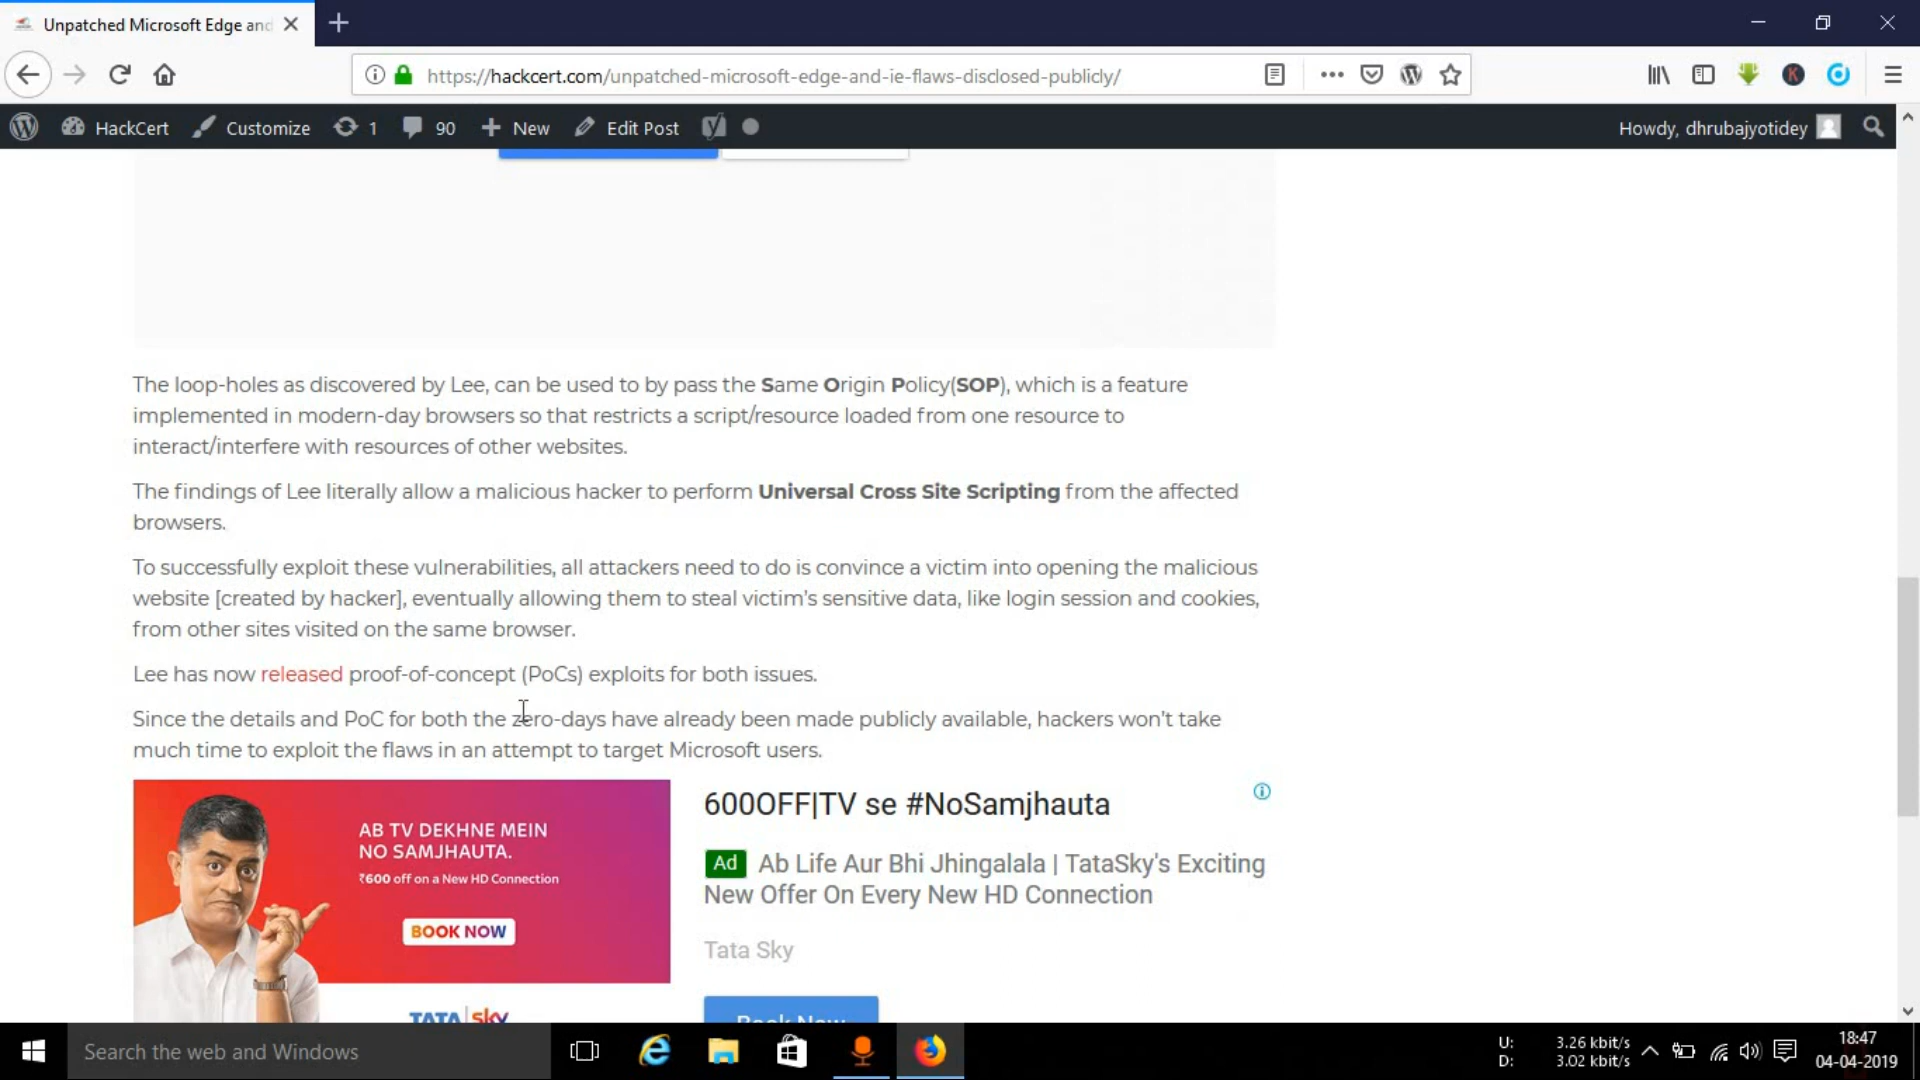 Unpatched Microsoft Edge and
https://hackcert.com/unpatched-microsoft-edge-and-ie-flaws-disclosed-publicly/
HackCert Customize 1 90 New Edit Post Howdy, dhrubajyotidey
The loop-holes as discovered by Lee, can be used to by pass the Same Origin Policy(SOP), which is a feature
implemented in modern-day browsers so that restricts a script/resource loaded from one resource to
interact/interfere with resources of other websites.
The findings of Lee literally allow a malicious hacker to perform Universal Cross Site Scripting from the affected
browsers.
To successfully exploit these vulnerabilities, all attackers need to do is convince a victim into opening the malicious
website [created by hacker], eventually allowing them to steal victim's sensitive data, like login session and cookies,
from other sites visited on the same browser.
Lee has now released proof-of-concept (PoCs) exploits for both issues.
Since the details and PoC for both the zero-days have already been made publicly available, hackers won't take
much time to exploit the flaws in an attempt to target Microsoft users.
AB TV DEKHNE MEIN
NO SAMJHAUTA.
₹600 off on a New HD Connection
BOOK NOW
TATA sky
600OFF|TV se #NoSamjhauta
Ad Ab Life Aur Bhi Jhingalala | TataSky's Exciting
New Offer On Every New HD Connection
Tata Sky
Book Now
Search the web and Windows
U: 3.26 kbit/s
D: 3.02 kbit/s
18:47
04-04-2019